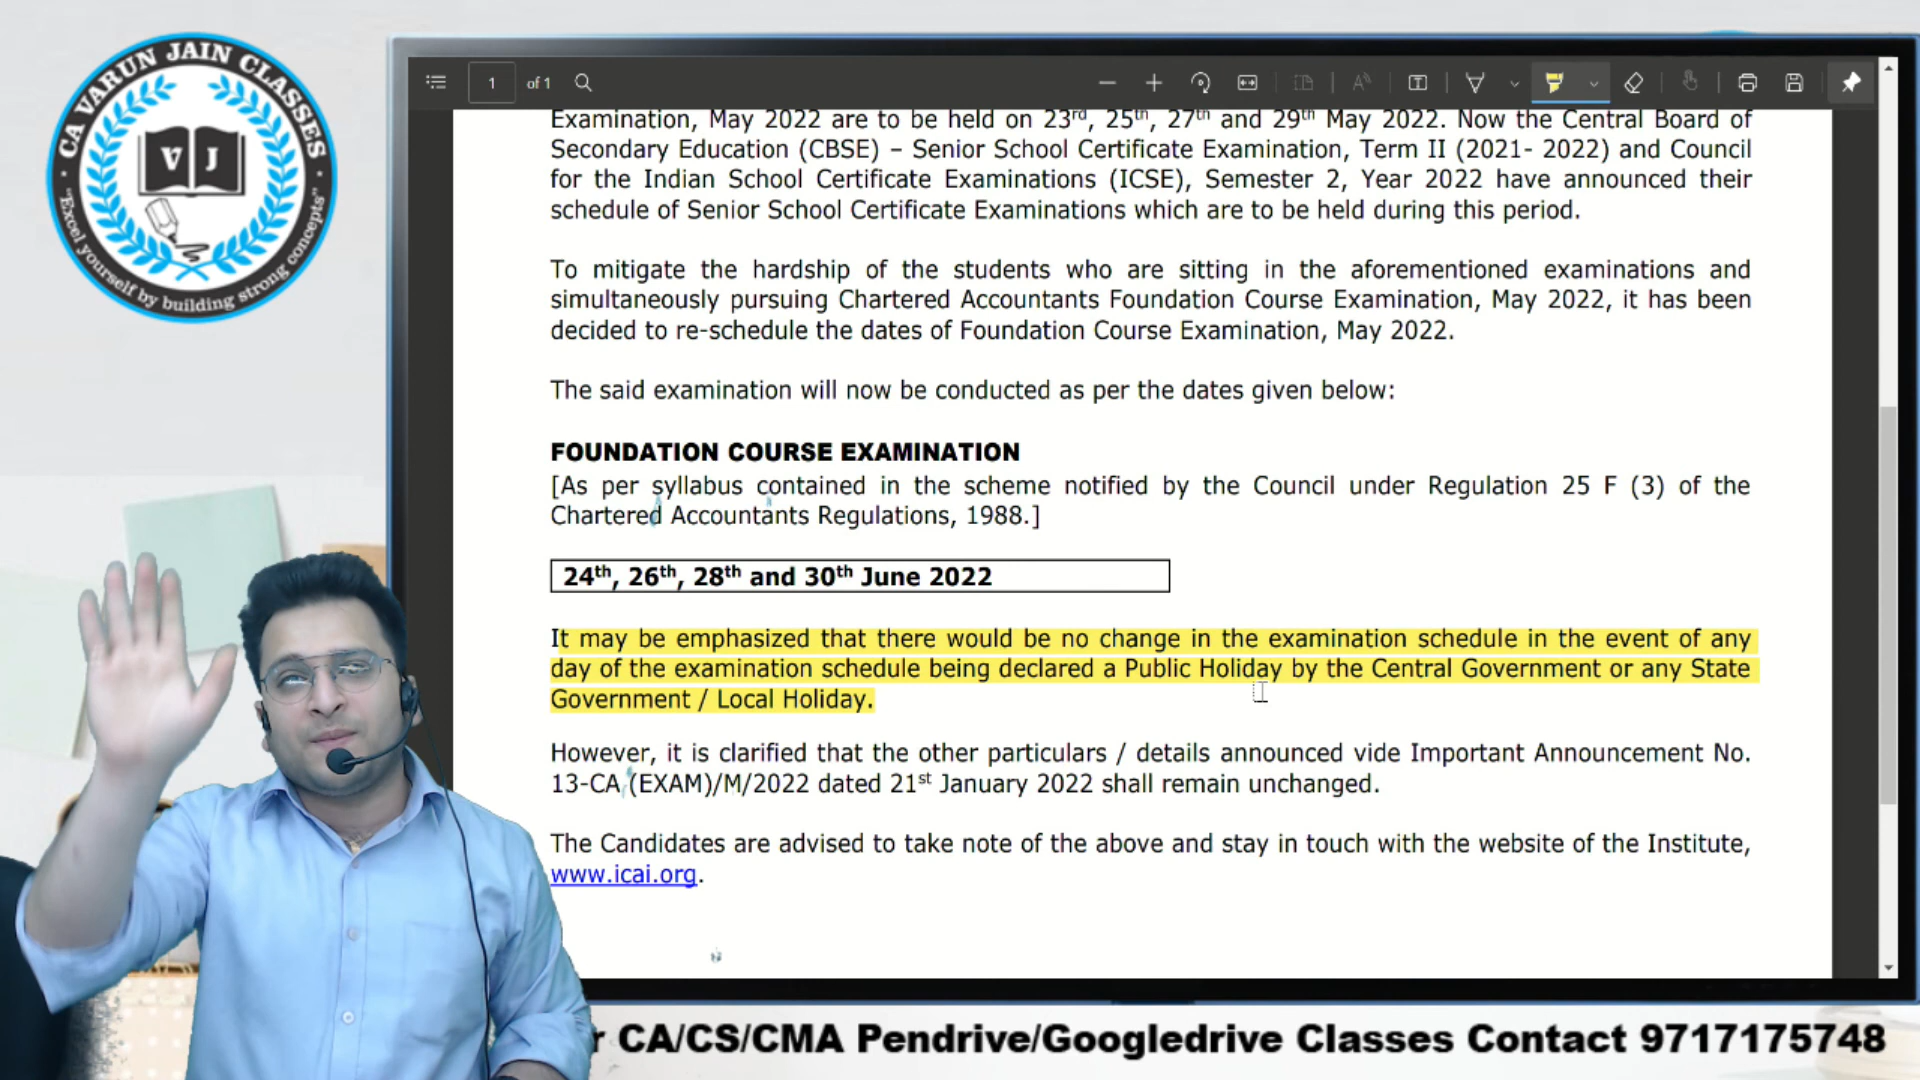 CA VARUN JAIN CLASSES
V J
"Excel yourself by building strong concepts"
1 of 1
Examination, May 2022 are to be held on 23rd, 25th, 27th and 29th May 2022. Now the Central Board of
Secondary Education (CBSE) – Senior School Certificate Examination, Term II (2021- 2022) and Council
for the Indian School Certificate Examinations (ICSE), Semester 2, Year 2022 have announced their
schedule of Senior School Certificate Examinations which are to be held during this period.
To mitigate the hardship of the students who are sitting in the aforementioned examinations and
simultaneously pursuing Chartered Accountants Foundation Course Examination, May 2022, it has been
decided to re-schedule the dates of Foundation Course Examination, May 2022.
The said examination will now be conducted as per the dates given below:
FOUNDATION COURSE EXAMINATION
[As per syllabus contained in the scheme notified by the Council under Regulation 25 F (3) of the
Chartered Accountants Regulations, 1988.]
24th, 26th, 28th and 30th June 2022
It may be emphasized that there would be no change in the examination schedule in the event of any
day of the examination schedule being declared a Public Holiday by the Central Government or any State
Government / Local Holiday.
However, it is clarified that the other particulars / details announced vide Important Announcement No.
13-CA (EXAM)/M/2022 dated 21st January 2022 shall remain unchanged.
The Candidates are advised to take note of the above and stay in touch with the website of the Institute,
www.icai.org.
r CA/CS/CMA Pendrive/Googledrive Classes Contact 9717175748